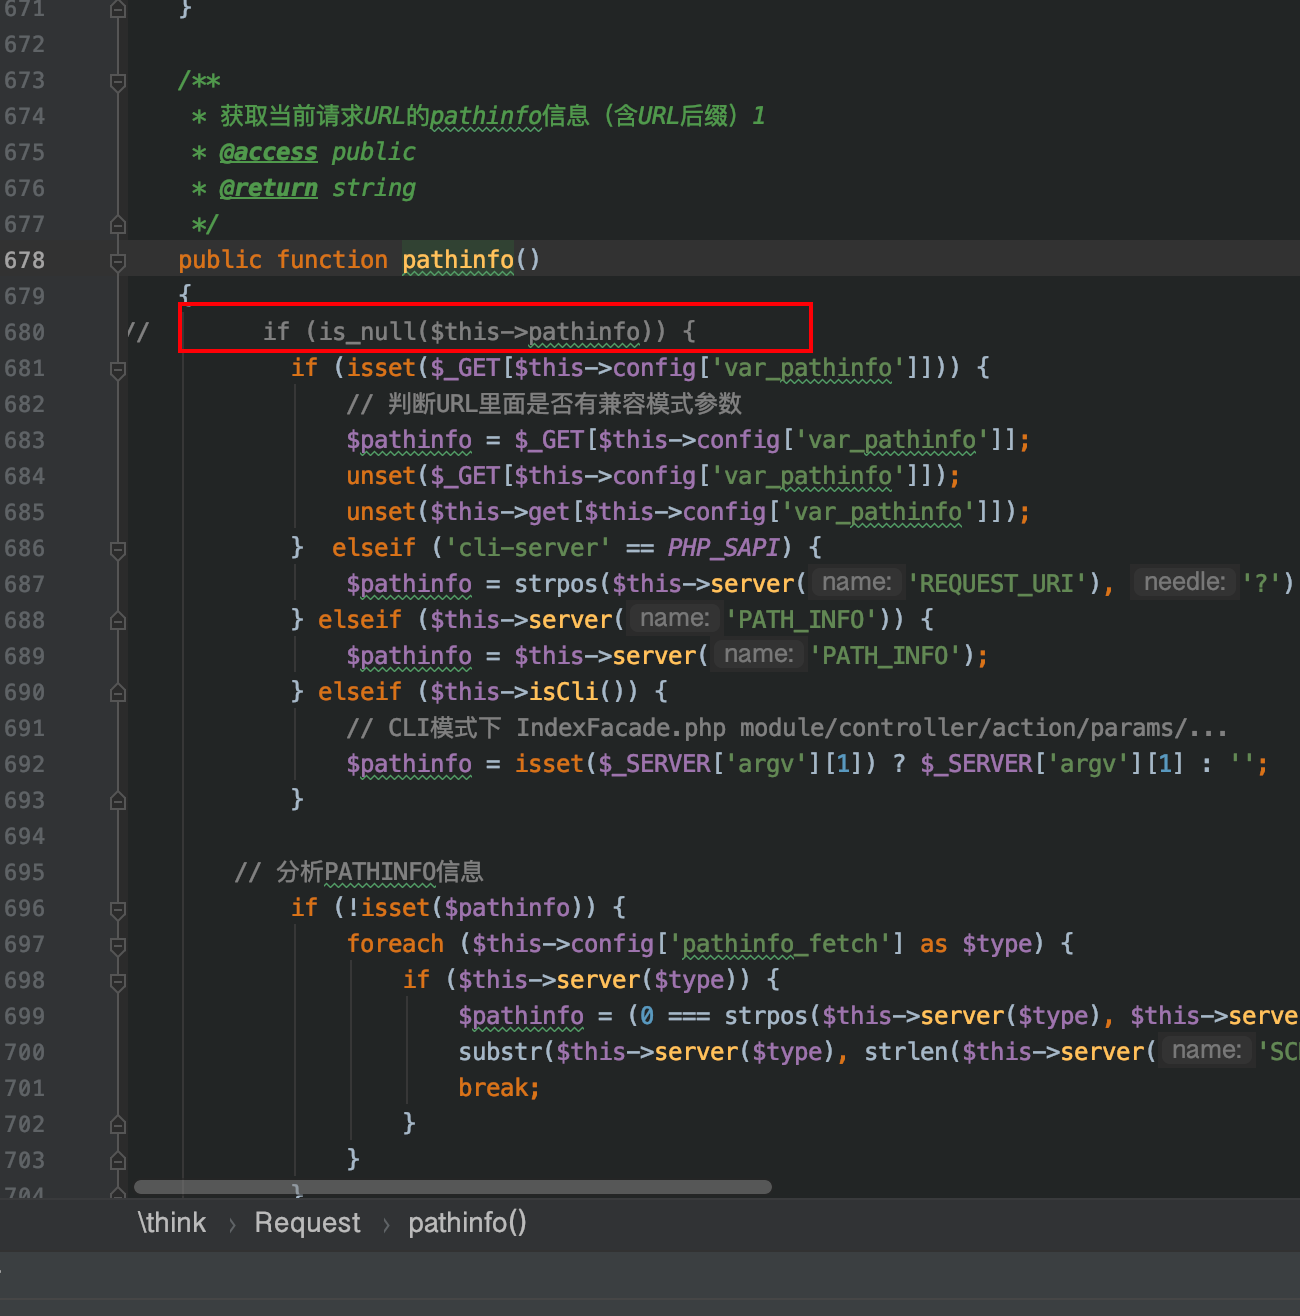 671 }
672
673 /**
674 * 获取当前请求URL的pathinfo信息（含URL后缀）1
675 * @access public
676 * @return string
677 */
678 public function pathinfo()
679 {
680 // if (is_null($this->pathinfo)) {
681 if (isset($_GET[$this->config['var_pathinfo']])) {
682 // 判断URL里面是否有兼容模式参数
683 $pathinfo = $_GET[$this->config['var_pathinfo']];
684 unset($_GET[$this->config['var_pathinfo']]);
685 unset($this->get[$this->config['var_pathinfo']]);
686 } elseif ('cli-server' == PHP_SAPI) {
687 $pathinfo = strpos($this->server( name: 'REQUEST_URI'), needle: '?')
688 } elseif ($this->server( name: 'PATH_INFO')) {
689 $pathinfo = $this->server( name: 'PATH_INFO');
690 } elseif ($this->isCli()) {
691 // CLI模式下 IndexFacade.php module/controller/action/params/...
692 $pathinfo = isset($_SERVER['argv'][1]) ? $_SERVER['argv'][1] : '';
693 }
694
695 // 分析PATHINFO信息
696 if (!isset($pathinfo)) {
697 foreach ($this->config['pathinfo_fetch'] as $type) {
698 if ($this->server($type)) {
699 $pathinfo = (0 === strpos($this->server($type), $this->serve
700 substr($this->server($type), strlen($this->server( name: 'SC
701 break;
702 }
703 }
704 }
\think › Request › pathinfo()